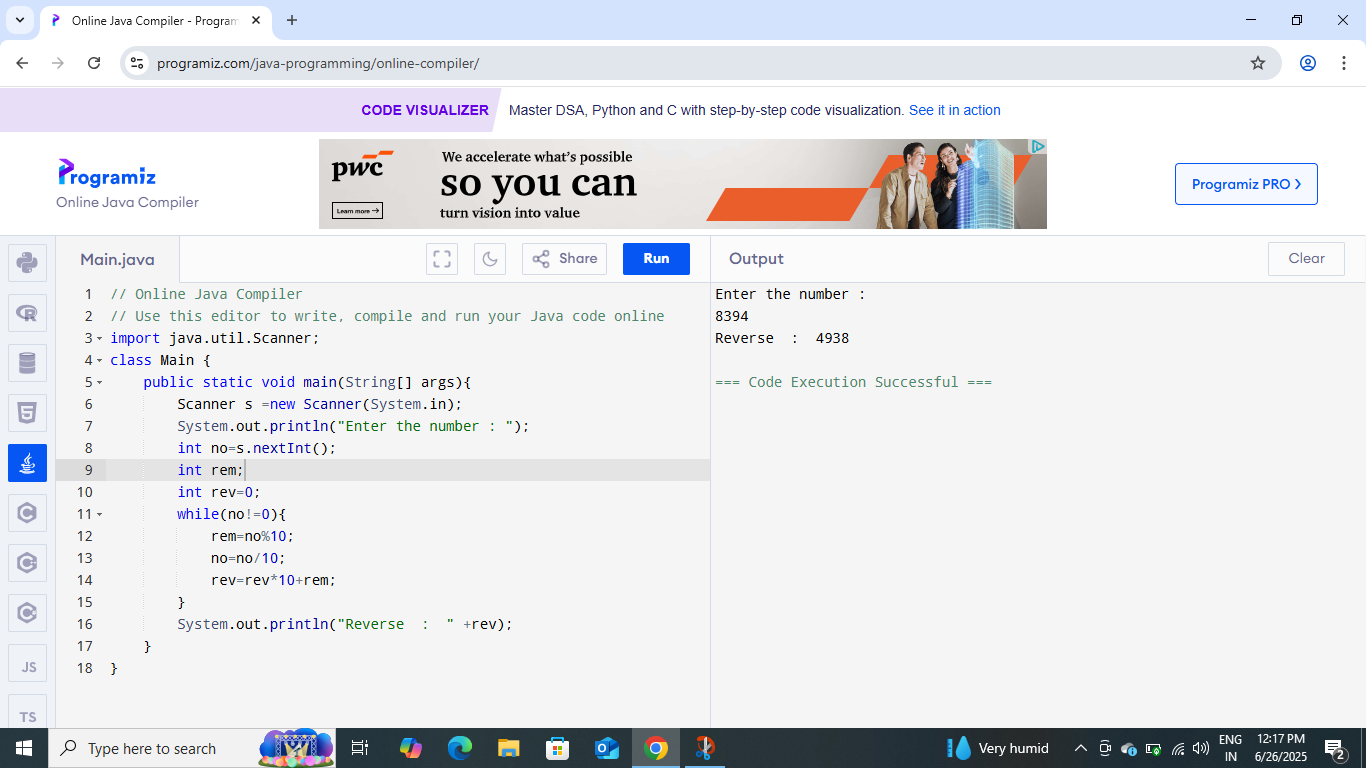 Online Java Compiler - Program
programiz.com/java-programming/online-compiler/
CODE VISUALIZER Master DSA, Python and C with step-by-step code visualization. See it in action
pwc
Learn more →
We accelerate what's possible
so you can
turn vision into value
Programiz
Online Java Compiler
Programiz PRO >
Main.java
Share
Run
Output
Clear
1 // Online Java Compiler
2 // Use this editor to write, compile and run your Java code online
3 import java.util.Scanner;
4 class Main {
5 public static void main(String[] args){
6 Scanner s =new Scanner(System.in);
7 System.out.println("Enter the number : ");
8 int no=s.nextInt();
9 int rem;
10 int rev=0;
11 while(no!=0){
12 rem=no%10;
13 no=no/10;
14 rev=rev*10+rem;
15 }
16 System.out.println("Reverse  :  " +rev);
17 }
18 }
Enter the number :
8394
Reverse  :  4938
=== Code Execution Successful ===
R
C
C
C
JS
TS
Type here to search
Very humid
ENG
IN
12:17 PM
6/26/2025
2